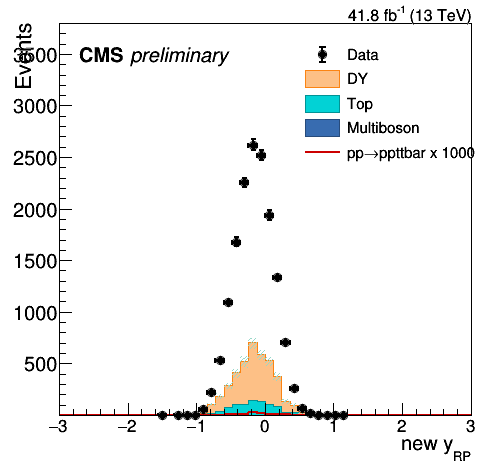 41.8 fb⁻¹ (13 TeV)
Events
CMS preliminary
Data
DY
Top
Multiboson
pp→ppttbar x 1000
3500
3000
2500
2000
1500
1000
500
−3 −2 −1 0 1 2 3
new y_RP